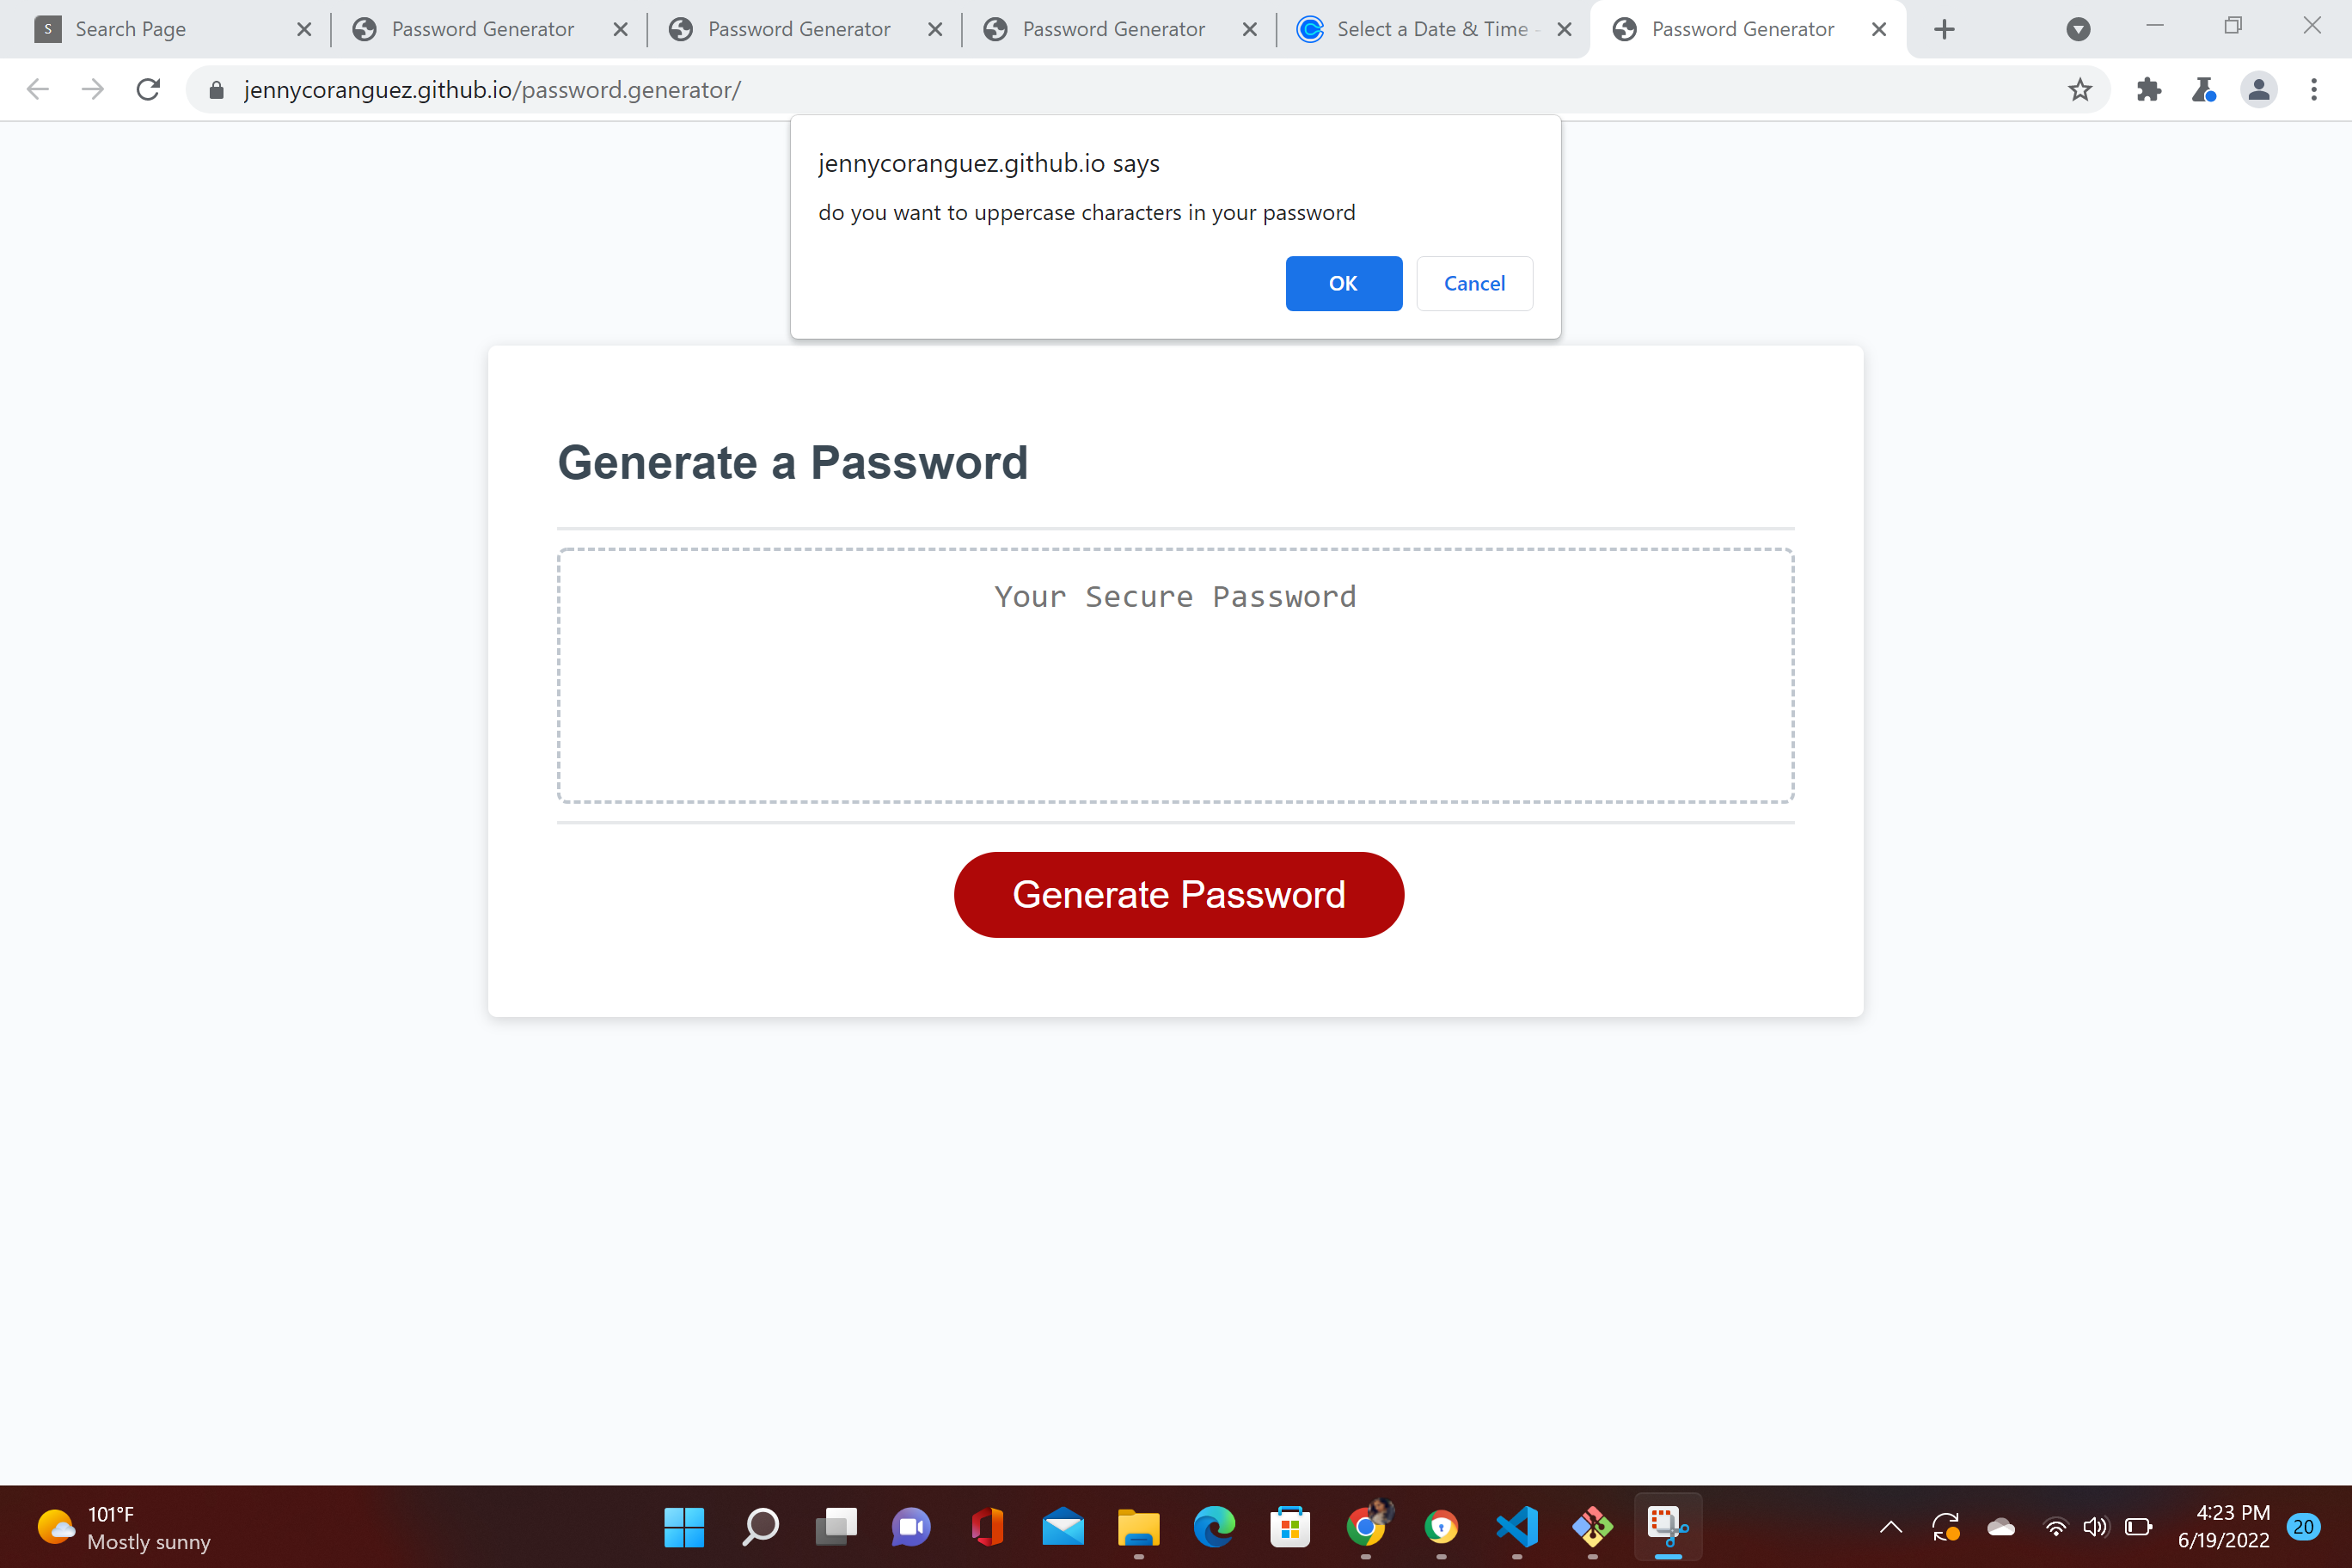 S Search Page
Password Generator
Password Generator
Password Generator
Select a Date & Time -
Password Generator
jennycoranguez.github.io/password.generator/
jennycoranguez.github.io says
do you want to uppercase characters in your password
OK Cancel
Generate a Password
Your Secure Password
Generate Password
101°F
Mostly sunny
4:23 PM
6/19/2022
20